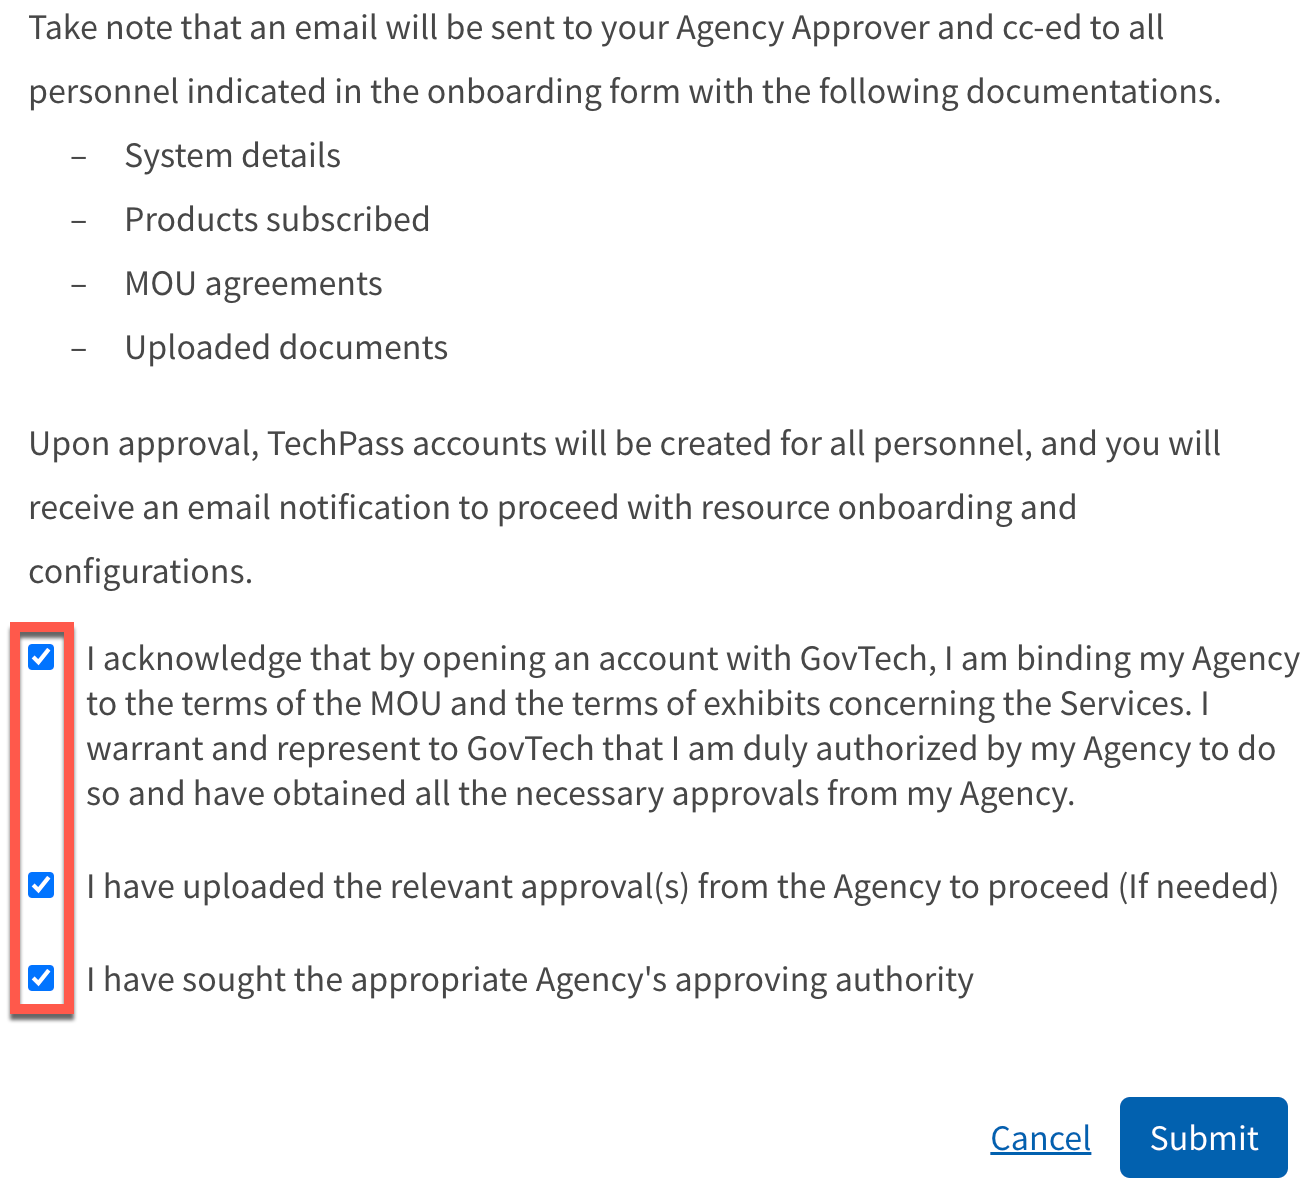 Take note that an email will be sent to your Agency Approver and cc-ed to all
personnel indicated in the onboarding form with the following documentations.
– System details
– Products subscribed
– MOU agreements
– Uploaded documents
Upon approval, TechPass accounts will be created for all personnel, and you will
receive an email notification to proceed with resource onboarding and
configurations.
I acknowledge that by opening an account with GovTech, I am binding my Agency
to the terms of the MOU and the terms of exhibits concerning the Services. I
warrant and represent to GovTech that I am duly authorized by my Agency to do
so and have obtained all the necessary approvals from my Agency.
I have uploaded the relevant approval(s) from the Agency to proceed (If needed)
I have sought the appropriate Agency's approving authority
Cancel Submit